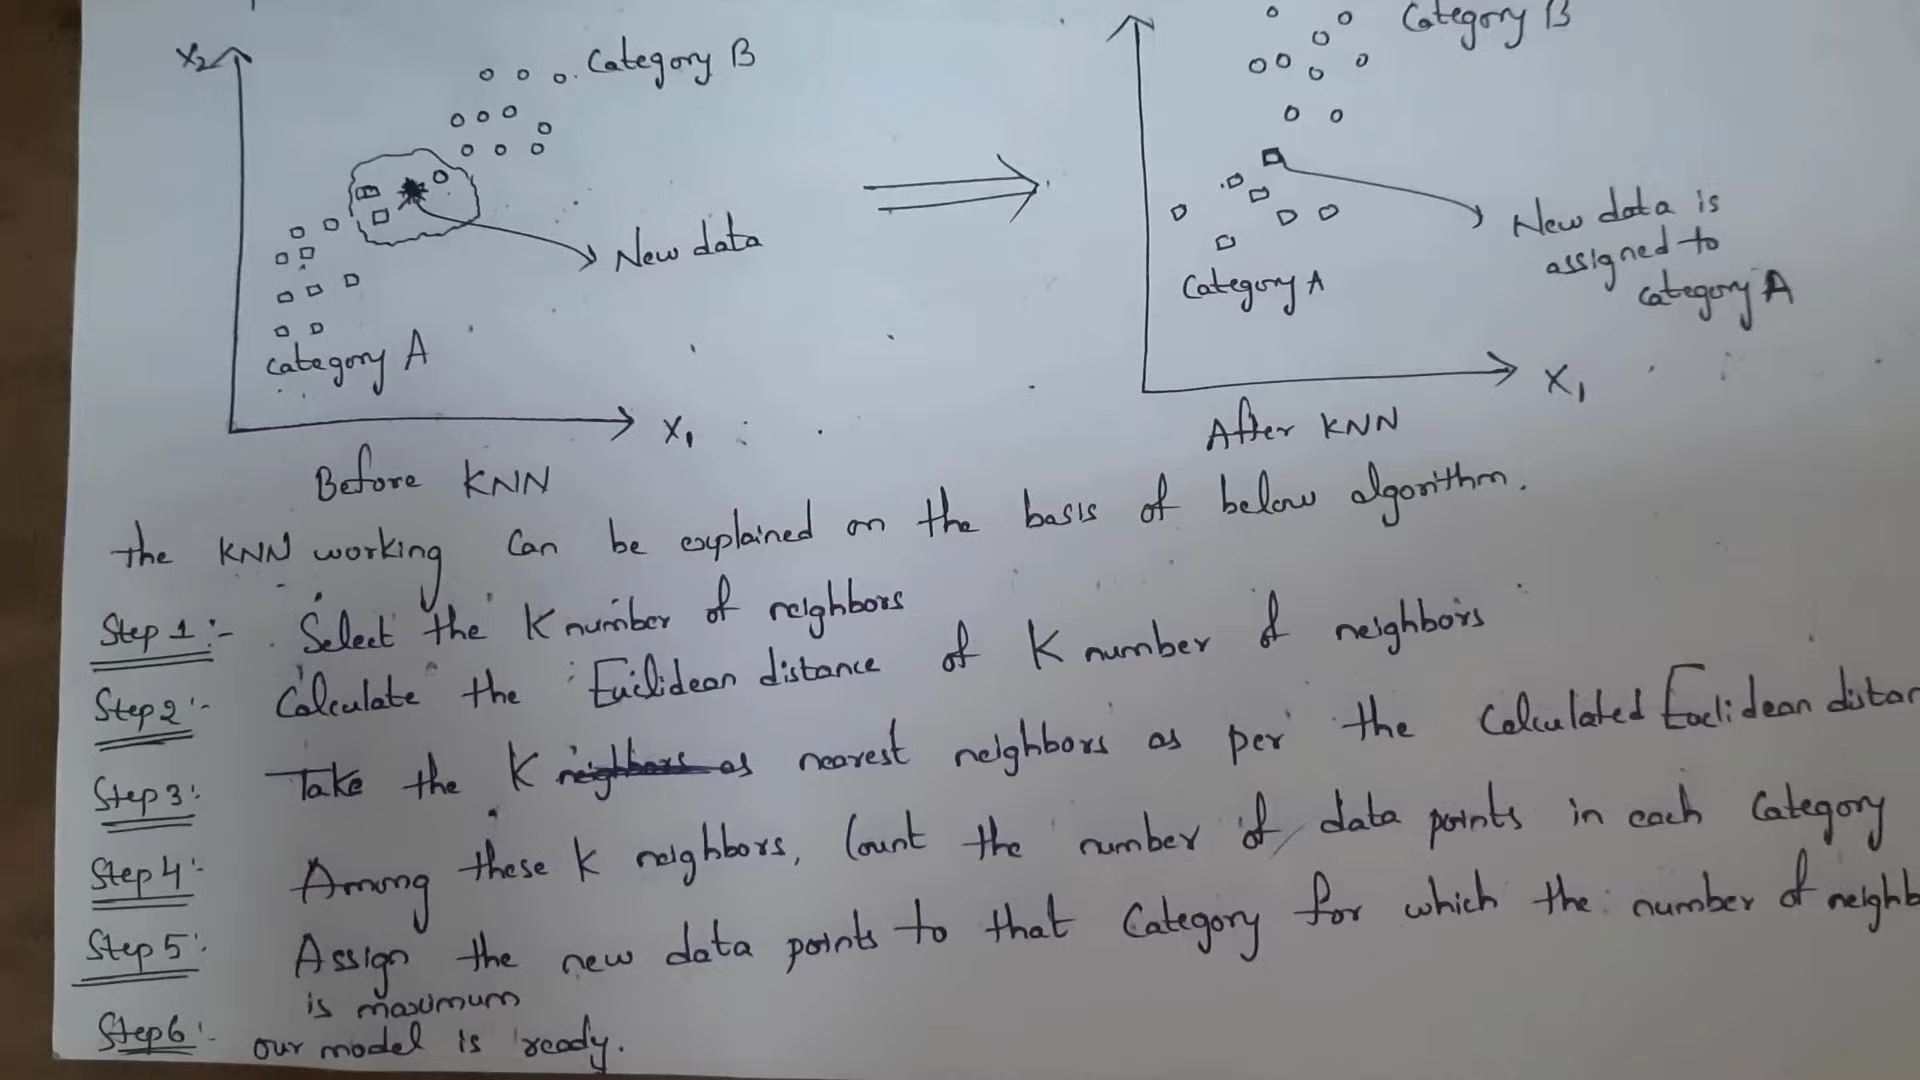 X2
Category B
New data
Category A
X1
Before KNN
Category B
New data is
assigned to
category A
Category A
X1
After KNN
the KNN working can be explained on the basis of below algorithm.
Step 1:- Select the K number of neighbors
Step 2:- Calculate the Euclidean distance of K number of neighbors
Step 3: Take the K nearest neighbors as per the calculated Euclidean distan
Step 4:- Among these K neighbors, Count the number of data points in each Category
Step 5:- Assign the new data points to that Category for which the number of neighb
is maximum
Step 6:- our model is ready.